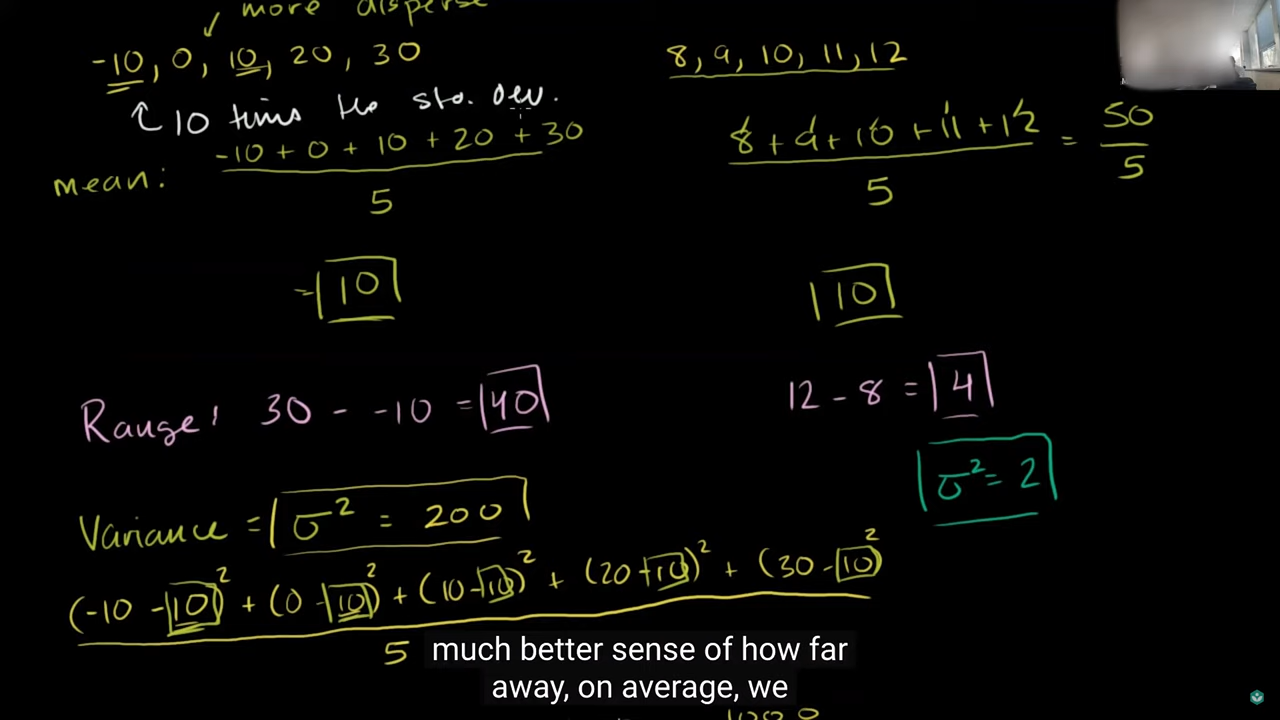 more disperse
-10, 0, 10, 20, 30
8, 9, 10, 11, 12
↑10 times the std. dev.
mean: -10 + 0 + 10 + 20 + 30
5
8 + 9 + 10 + 11 + 12 = 50
5 5
= 10
10
Range: 30 - -10 = 40
12 - 8 = 4
σ² = 2
Variance = σ² = 200
(-10 - 10)² + (0 - 10)² + (10 - 10)² + (20 - 10)² + (30 - 10)²
5
much better sense of how far
away, on average, we